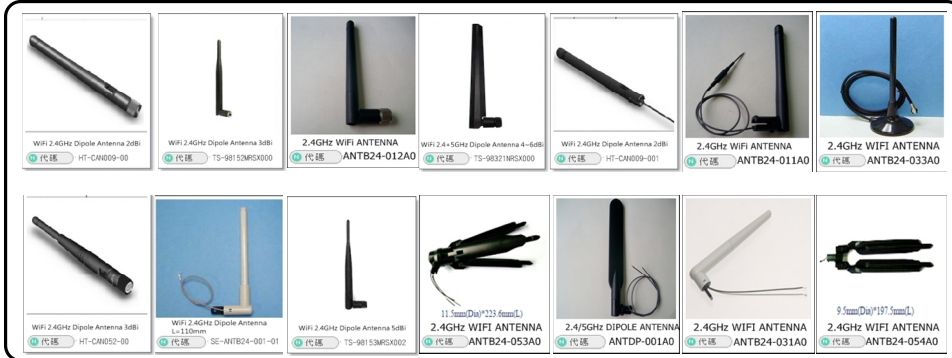 WiFi 2.4GHz Dipole Antenna 2dBi
代碼 HT-CAN009-00
WiFi 2.4GHz Dipole Antenna 3dBi
代碼 TS-98152MRSX000
2.4GHz WiFi ANTENNA
代碼 ANTB24-012A0
WiFi 2.4+5GHz Dipole Antenna 4~6dBi
代碼 TS-98321NRSX000
WiFi 2.4GHz Dipole Antenna 2dBi
代碼 HT-CAN009-001
2.4GHz WiFi ANTENNA
代碼 ANTB24-011A0
2.4GHz WIFI ANTENNA
代碼 ANTB24-033A0
WiFi 2.4GHz Dipole Antenna 3dBi
代碼 HT-CAN052-00
WiFi 2.4GHz Dipole Antenna
L=110mm
代碼 SE-ANTB24-001-01
WiFi 2.4GHz Dipole Antenna 5dBi
代碼 TS-98153MRSX002
11.5mm(Dia)*223.6mm(L)
2.4GHz WIFI ANTENNA
代碼 ANTB24-053A0
2.4/5GHz DIPOLE ANTENNA
代碼 ANTDP-001A0
2.4GHz WIFI ANTENNA
代碼 ANTB24-031A0
9.5mm(Dia)*197.5mm(L)
2.4GHz WIFI ANTENNA
代碼 ANTB24-054A0